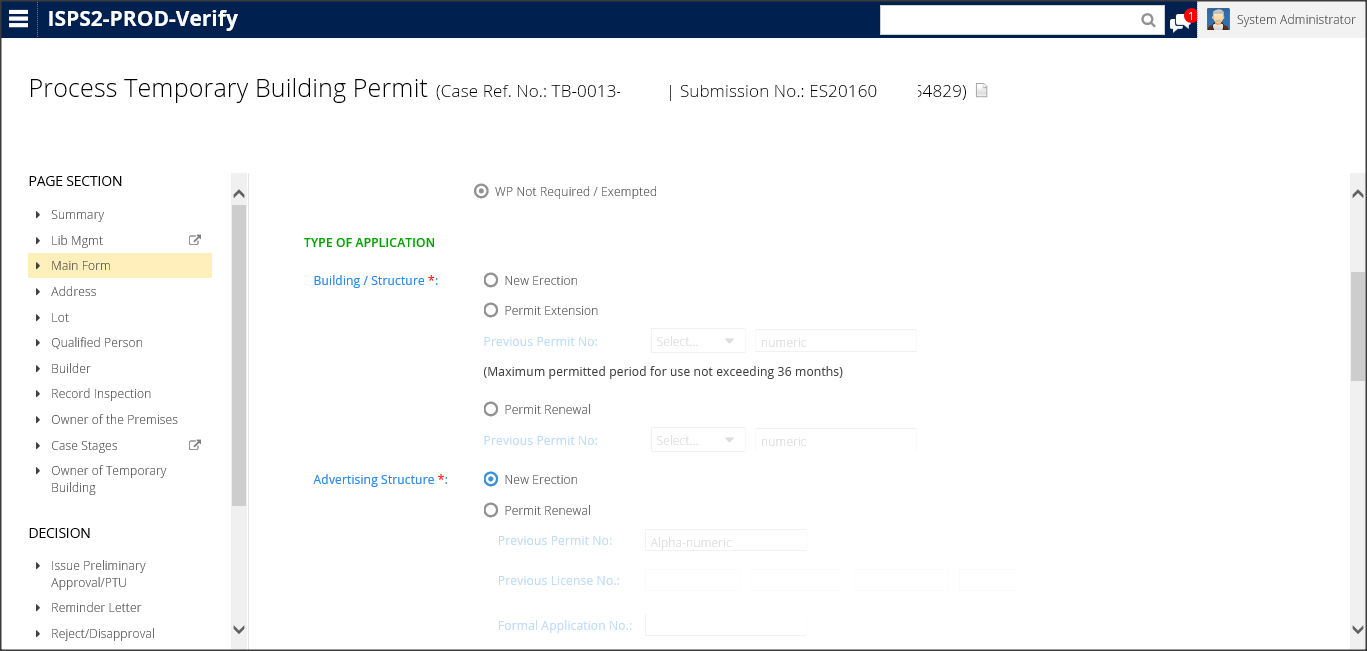 ISPS2-PROD-Verify
1
System Administrator
Process Temporary Building Permit (Case Ref. No.: TB-0013- | Submission No.: ES20160 54829)
PAGE SECTION
Summary
Lib Mgmt
Main Form
Address
Lot
Qualified Person
Builder
Record Inspection
Owner of the Premises
Case Stages
Owner of Temporary
Building
DECISION
Issue Preliminary
Approval/PTU
Reminder Letter
Reject/Disapproval
WP Not Required / Exempted
TYPE OF APPLICATION
Building / Structure *: New Erection
Permit Extension
Previous Permit No: Select... numeric
(Maximum permitted period for use not exceeding 36 months)
Permit Renewal
Previous Permit No: Select... numeric
Advertising Structure *: New Erection
Permit Renewal
Previous Permit No: Alpha-numeric
Previous License No.:
Formal Application No.: